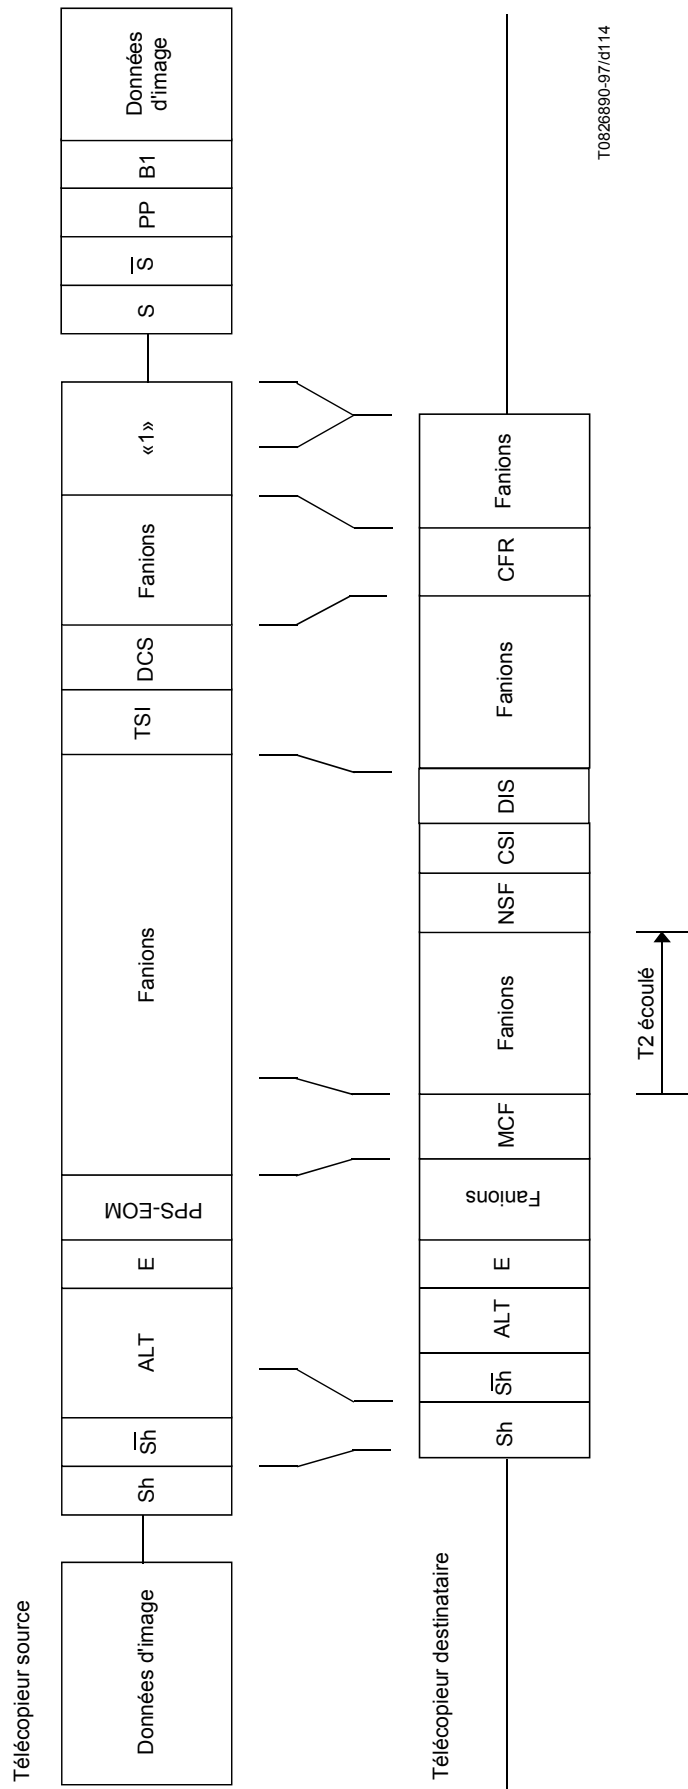 Télécopieur source
Données d'image
Sh
S̅h
ALT
E
PPS-EOM
Fanions
TSI
DCS
Fanions
«1»
S
S̅
PP
B1
Données
d'image
Télécopieur destinataire
Sh
S̅h
ALT
E
Fanions
MCF
Fanions
NSF
CSI
DIS
Fanions
CFR
Fanions
T2 écoulé
T0826890-97/d114